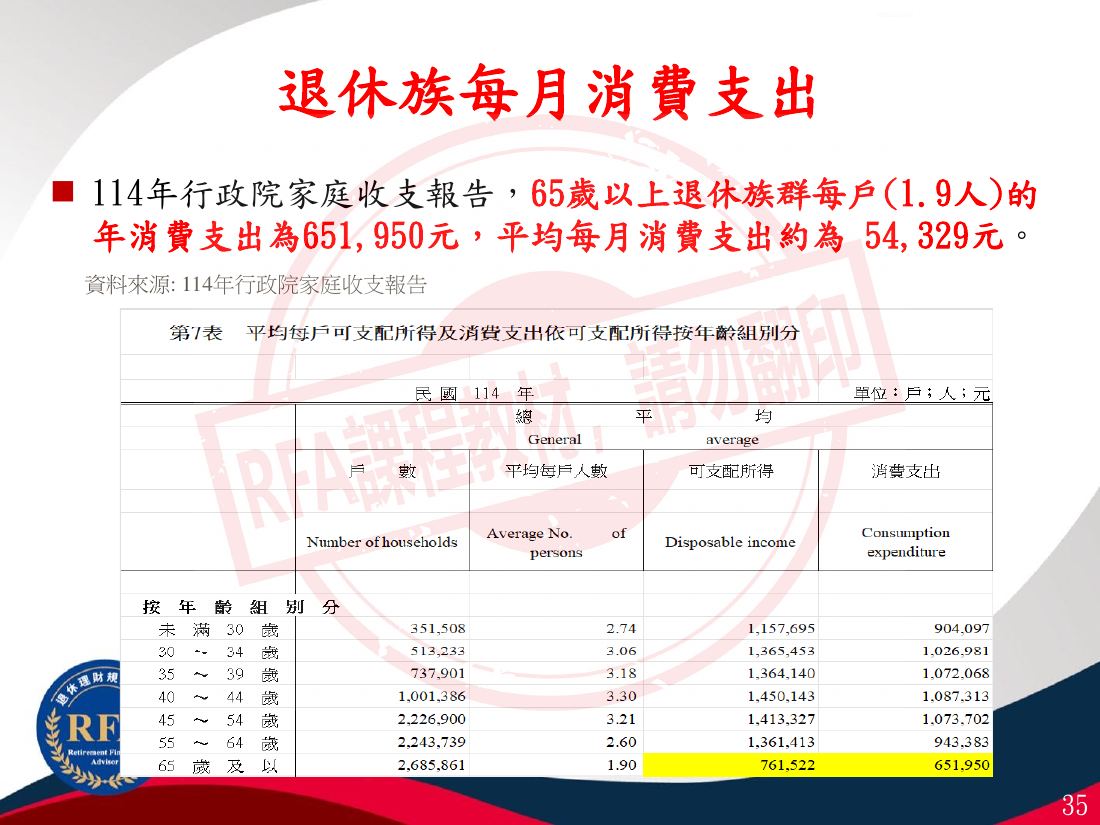 退休族每月消費支出
114年行政院家庭收支報告，65歲以上退休族群每戶(1.9人)的
年消費支出為651,950元，平均每月消費支出約為 54,329元。
資料來源: 114年行政院家庭收支報告
第7表 平均每戶可支配所得及消費支出依可支配所得按年齡組別分
民國 114 年 單位：戶；人；元
總 平 均
General average
戶 數 平均每戶人數 可支配所得 消費支出
Number of households Average No. of persons Disposable income Consumption expenditure
按 年 齡 組 別 分
未 滿 30 歲 351,508 2.74 1,157,695 904,097
30 ～ 34 歲 513,233 3.06 1,365,453 1,026,981
35 ～ 39 歲 737,901 3.18 1,364,140 1,072,068
40 ～ 44 歲 1,001,386 3.30 1,450,143 1,087,313
45 ～ 54 歲 2,226,900 3.21 1,413,327 1,073,702
55 ～ 64 歲 2,243,739 2.60 1,361,413 943,383
65 歲 及 以 2,685,861 1.90 761,522 651,950
RFA課程教材，請勿翻印
退休理財規
RF
Retirement Fin
Advisor
35